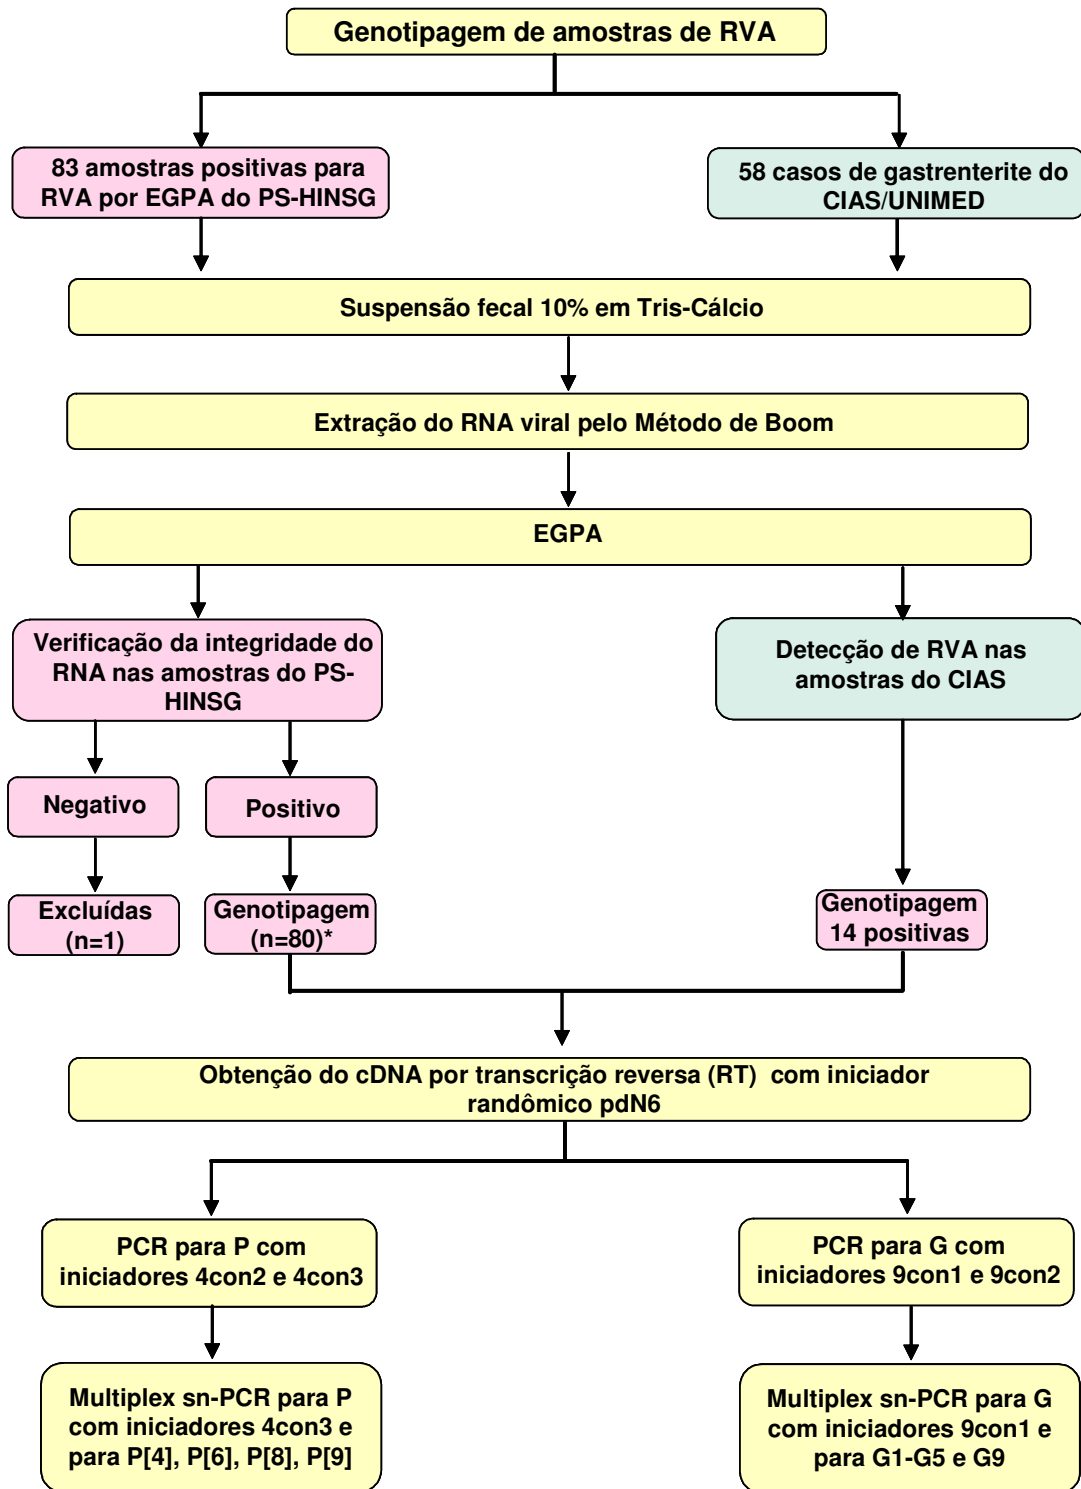 Genotipagem de amostras de RVA
83 amostras positivas para
RVA por EGPA do PS-HINSG
58 casos de gastrenterite do
CIAS/UNIMED
Suspensão fecal 10% em Tris-Cálcio
Extração do RNA viral pelo Método de Boom
EGPA
Verificação da integridade do
RNA nas amostras do PS-
HINSG
Detecção de RVA nas
amostras do CIAS
Negativo
Positivo
Excluídas
(n=1)
Genotipagem
(n=80)*
Genotipagem
14 positivas
Obtenção do cDNA por transcrição reversa (RT) com iniciador
randômico pdN6
PCR para P com
iniciadores 4con2 e 4con3
PCR para G com
iniciadores 9con1 e 9con2
Multiplex sn-PCR para P
com iniciadores 4con3 e
para P[4], P[6], P[8], P[9]
Multiplex sn-PCR para G
com iniciadores 9con1 e
para G1-G5 e G9